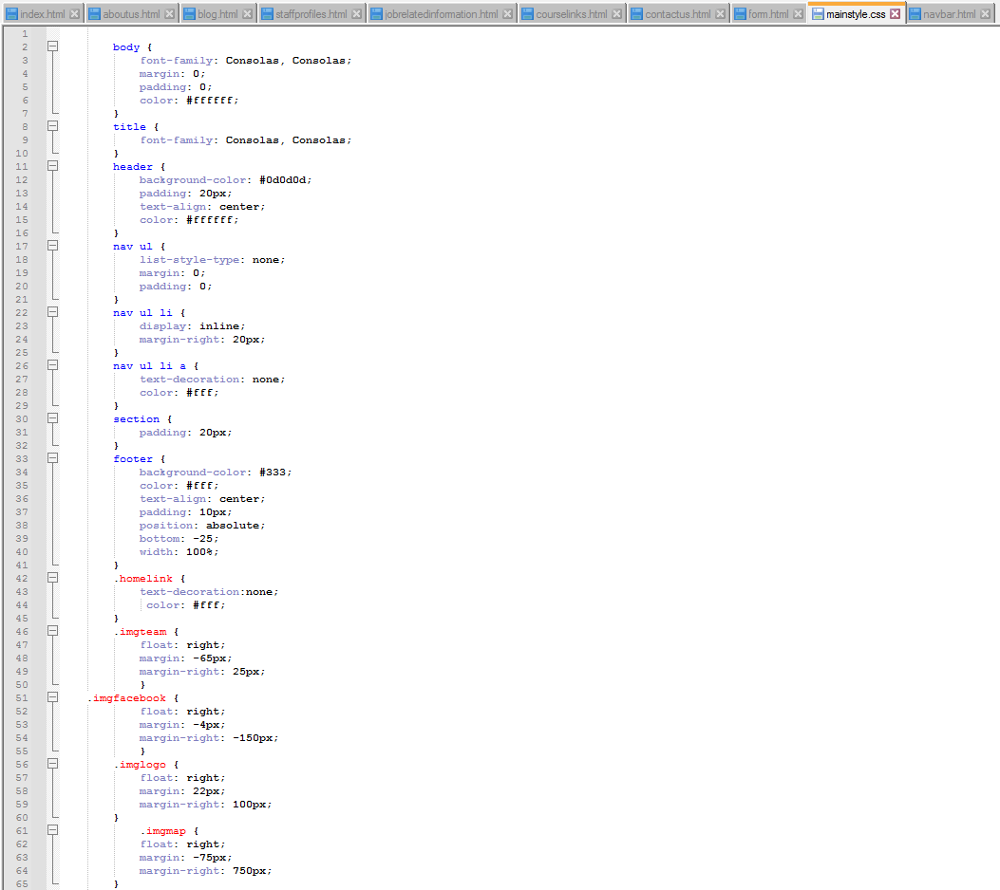 index.html aboutus.html blog.html staffprofiles.html jobrelatedinformation.html courselinks.html contactus.html form.html mainstyle.css navbar.html
1
2 body {
3 font-family: Consolas, Consolas;
4 margin: 0;
5 padding: 0;
6 color: #ffffff;
7 }
8 title {
9 font-family: Consolas, Consolas;
10 }
11 header {
12 background-color: #0d0d0d;
13 padding: 20px;
14 text-align: center;
15 color: #ffffff;
16 }
17 nav ul {
18 list-style-type: none;
19 margin: 0;
20 padding: 0;
21 }
22 nav ul li {
23 display: inline;
24 margin-right: 20px;
25 }
26 nav ul li a {
27 text-decoration: none;
28 color: #fff;
29 }
30 section {
31 padding: 20px;
32 }
33 footer {
34 background-color: #333;
35 color: #fff;
36 text-align: center;
37 padding: 10px;
38 position: absolute;
39 bottom: -25;
40 width: 100%;
41 }
42 .homelink {
43 text-decoration:none;
44 color: #fff;
45 }
46 .imgteam {
47 float: right;
48 margin: -65px;
49 margin-right: 25px;
50 }
51 .imgfacebook {
52 float: right;
53 margin: -4px;
54 margin-right: -150px;
55 }
56 .imglogo {
57 float: right;
58 margin: 22px;
59 margin-right: 100px;
60 }
61 .imgmap {
62 float: right;
63 margin: -75px;
64 margin-right: 750px;
65 }